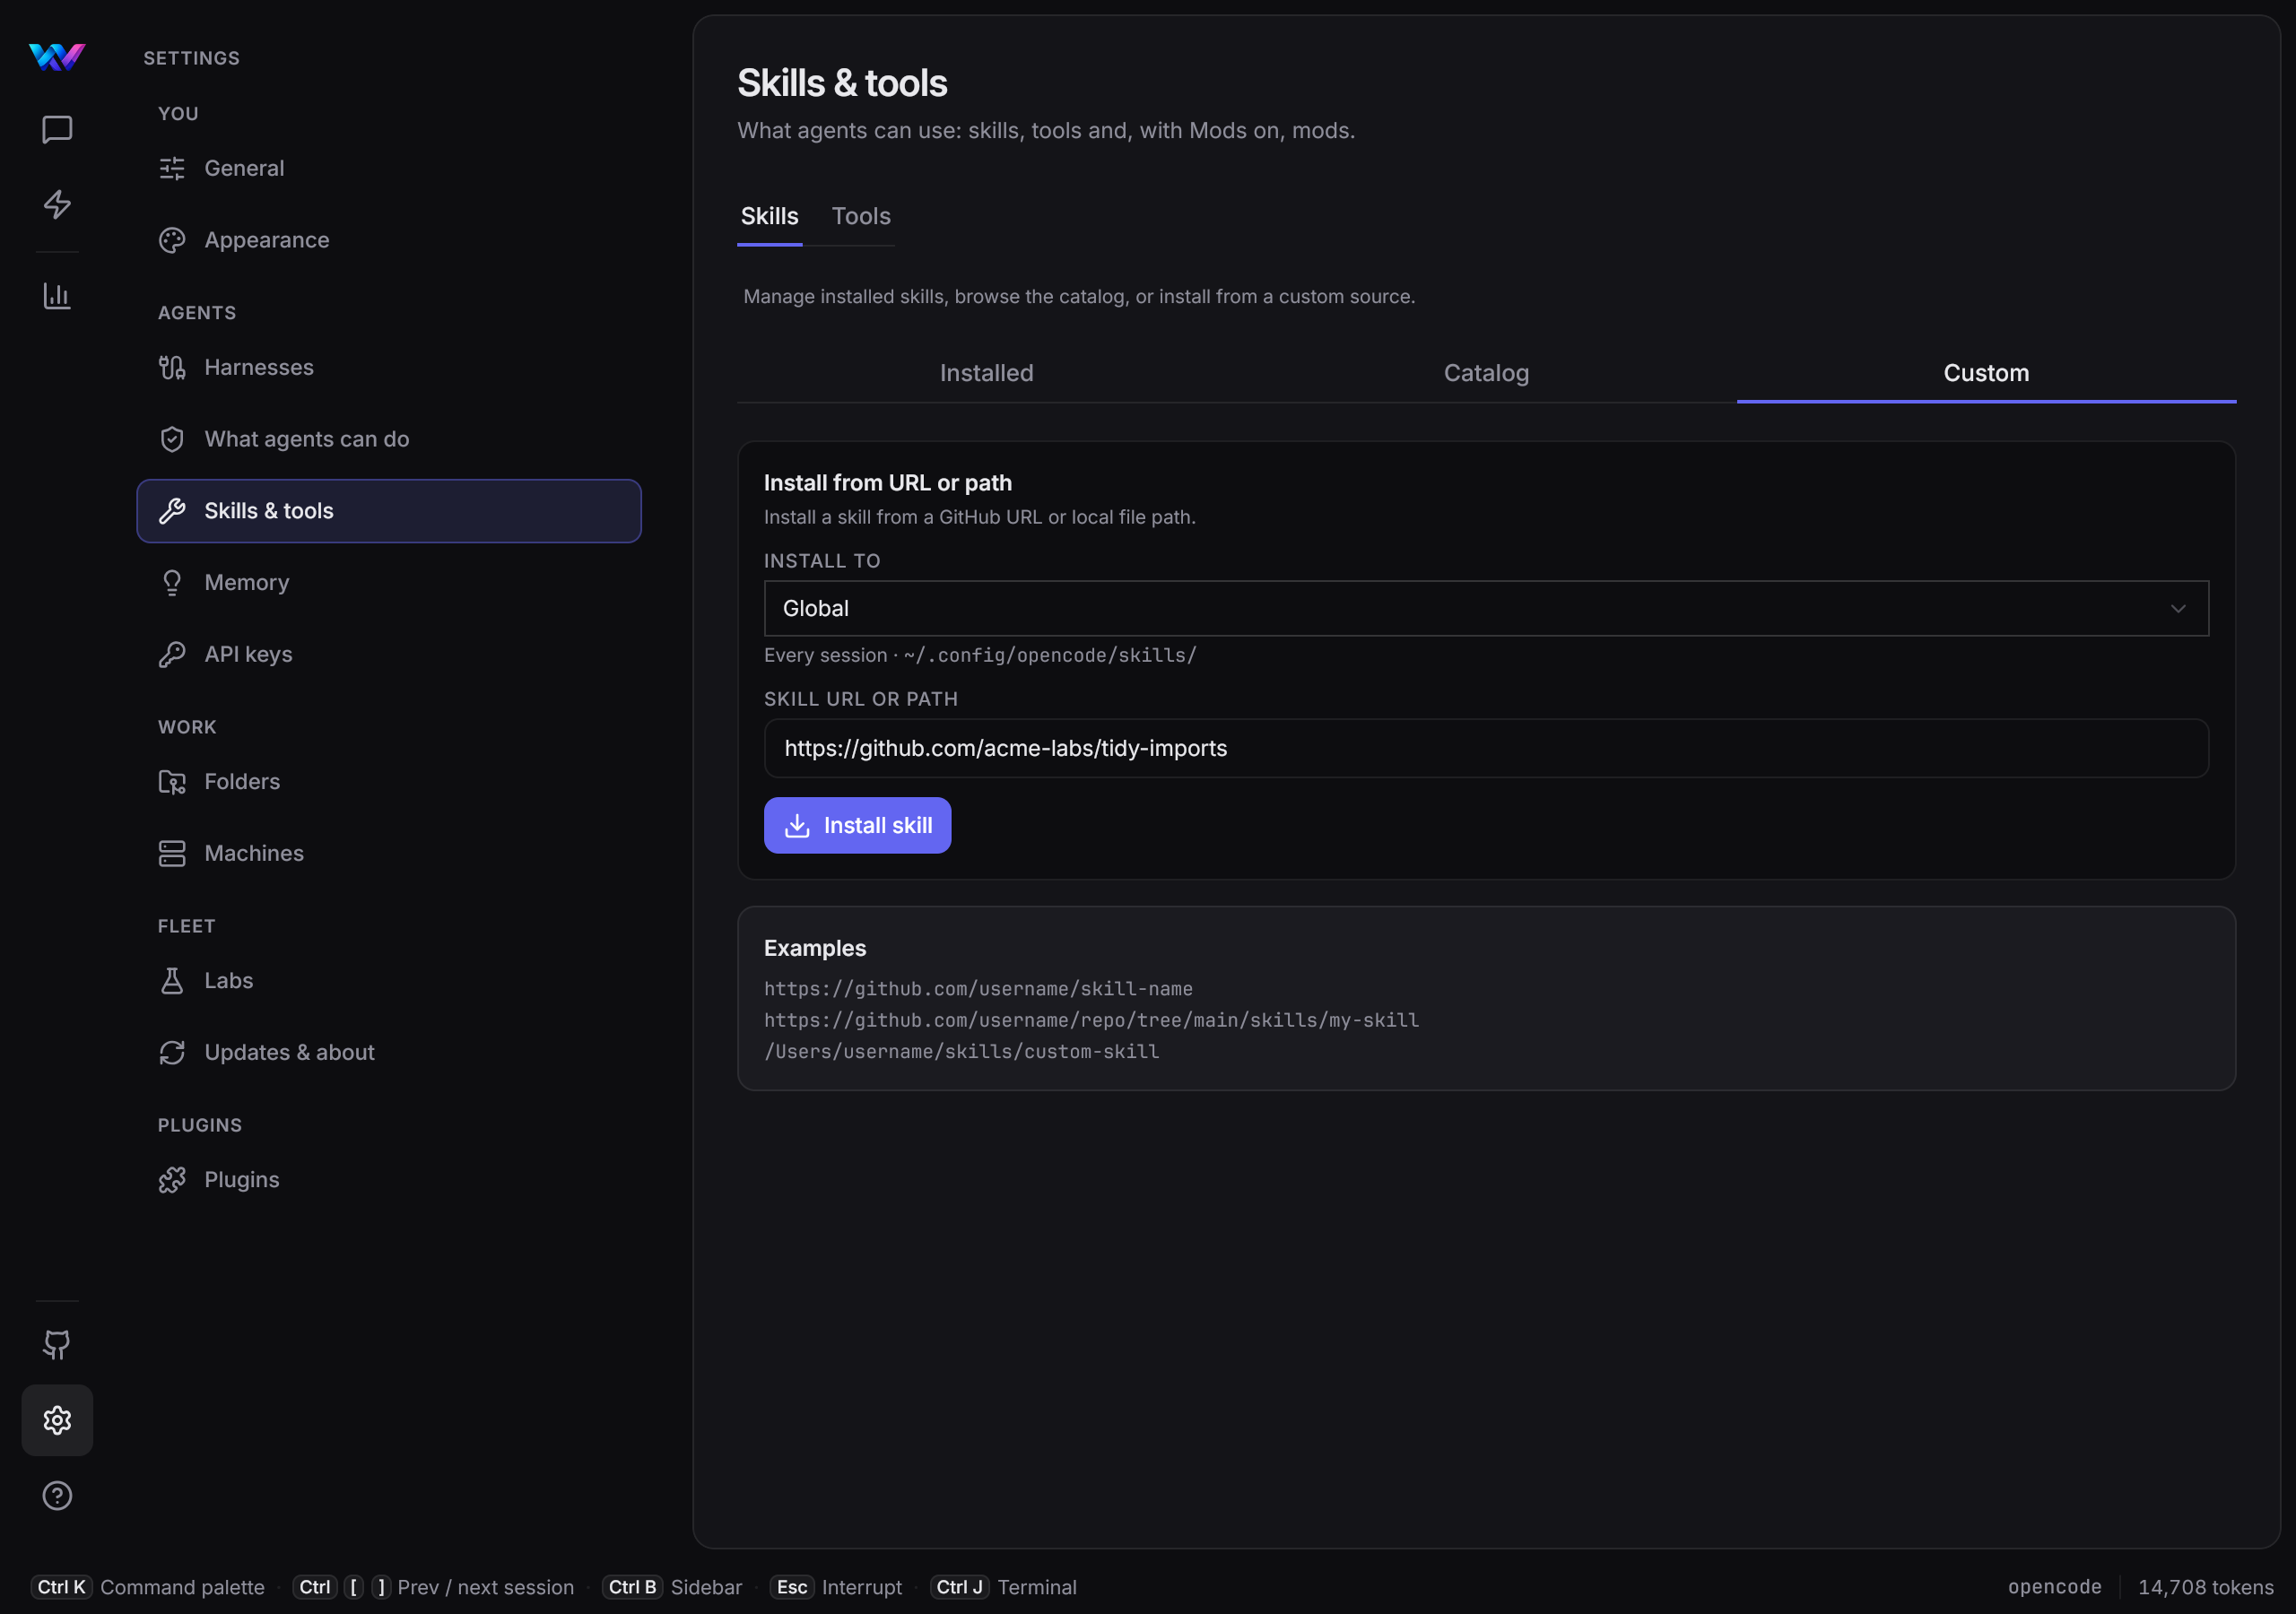 SETTINGS
YOU
General
Appearance
AGENTS
Harnesses
What agents can do
Skills & tools
Memory
API keys
WORK
Folders
Machines
FLEET
Labs
Updates & about
PLUGINS
Plugins
Skills & tools
What agents can use: skills, tools and, with Mods on, mods.
Skills Tools
Manage installed skills, browse the catalog, or install from a custom source.
Installed Catalog Custom
Install from URL or path
Install a skill from a GitHub URL or local file path.
INSTALL TO
Global
Every session · ~/.config/opencode/skills/
SKILL URL OR PATH
https://github.com/acme-labs/tidy-imports
Install skill
Examples
https://github.com/username/skill-name
https://github.com/username/repo/tree/main/skills/my-skill
/Users/username/skills/custom-skill
Ctrl K Command palette · Ctrl [ ] Prev / next session · Ctrl B Sidebar · Esc Interrupt · Ctrl J Terminal opencode 14,708 tokens